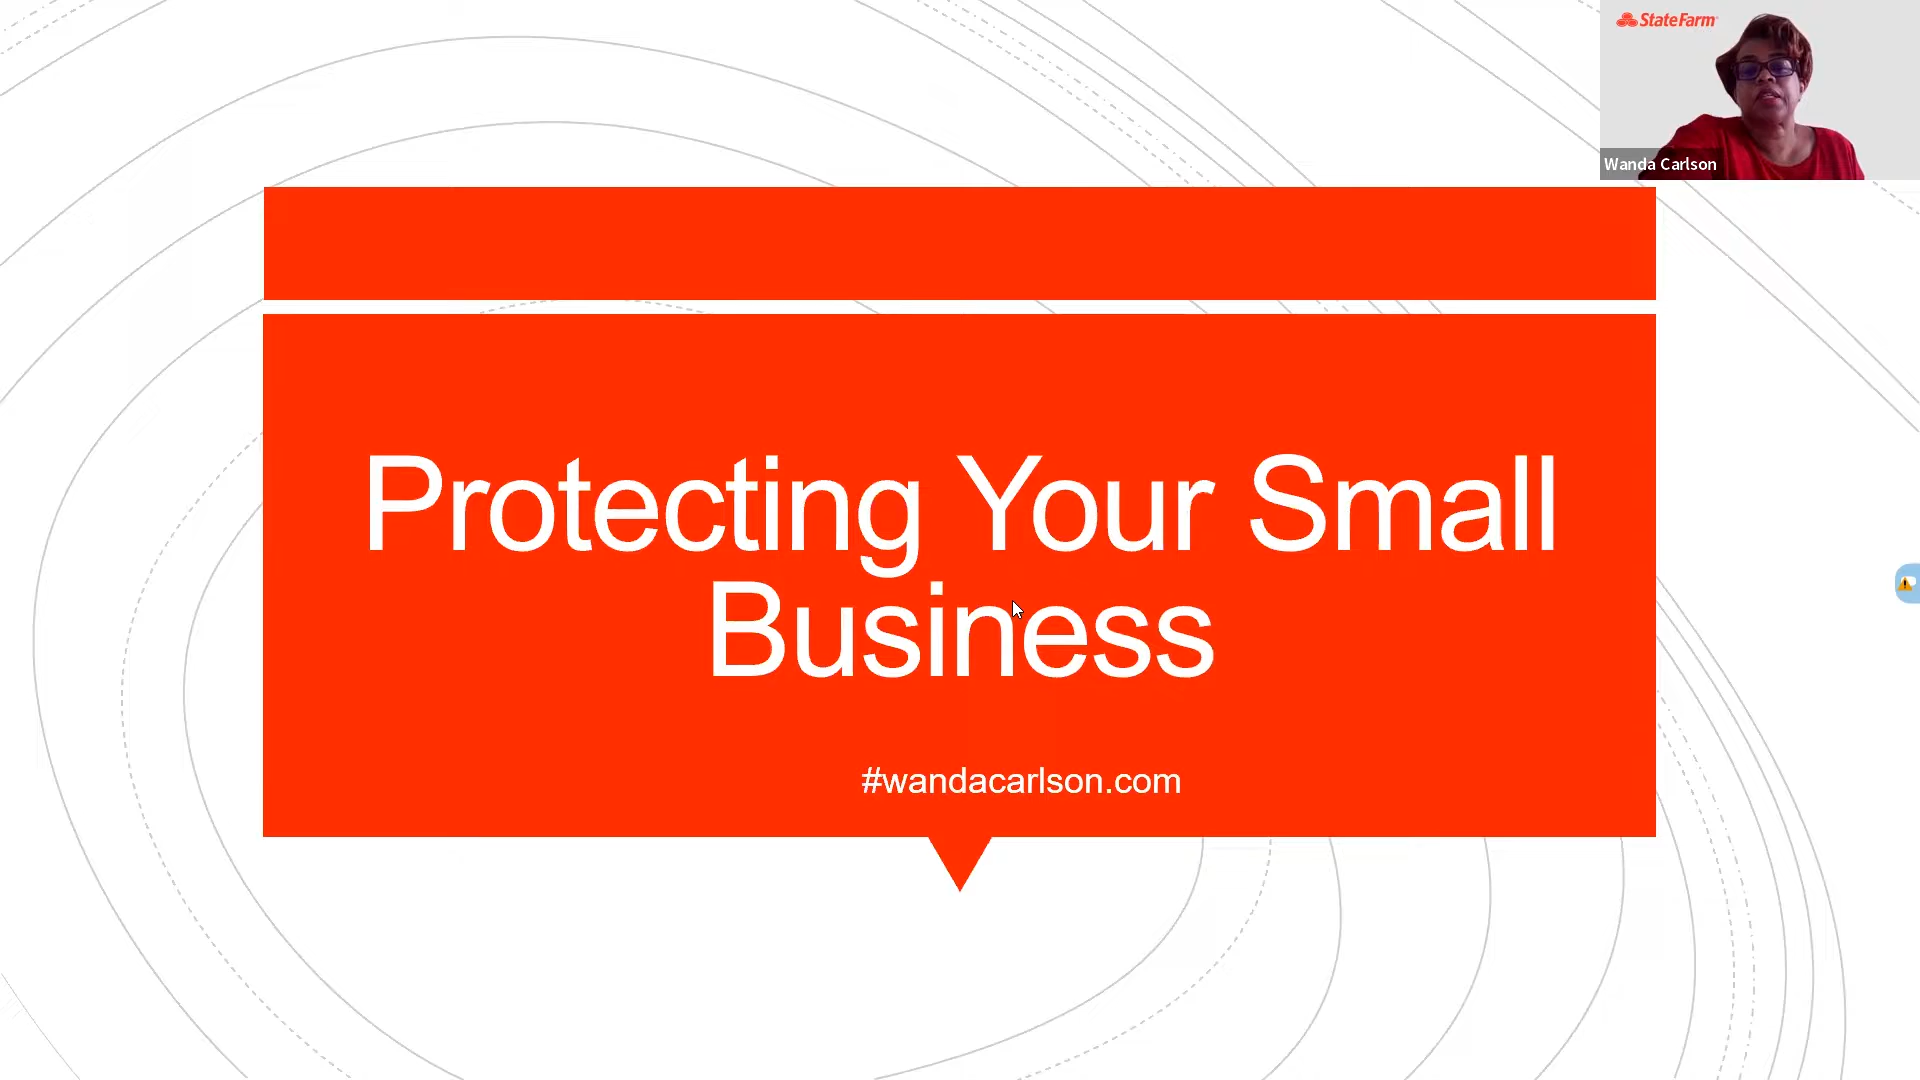 StateFarm
Wanda Carlson
Protecting Your Small
Business
#wandacarlson.com